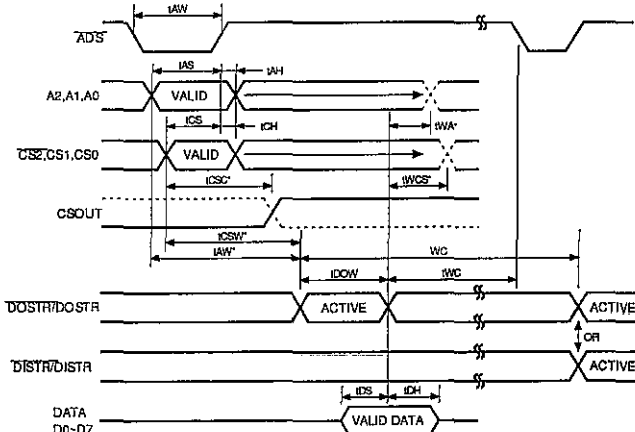 tAW
ADS
tAS
tAH
A2,A1,A0
VALID
tCS
tCH
tWA*
CS2,CS1,CS0
VALID
tCSC*
tWCS*
CSOUT
tCSW*
tAW*
WC
tDOW
tWC
DOSTR/DOSTR
ACTIVE
ACTIVE
OR
DISTR/DISTR
ACTIVE
tDS
tDH
DATA
D0~D7
VALID DATA